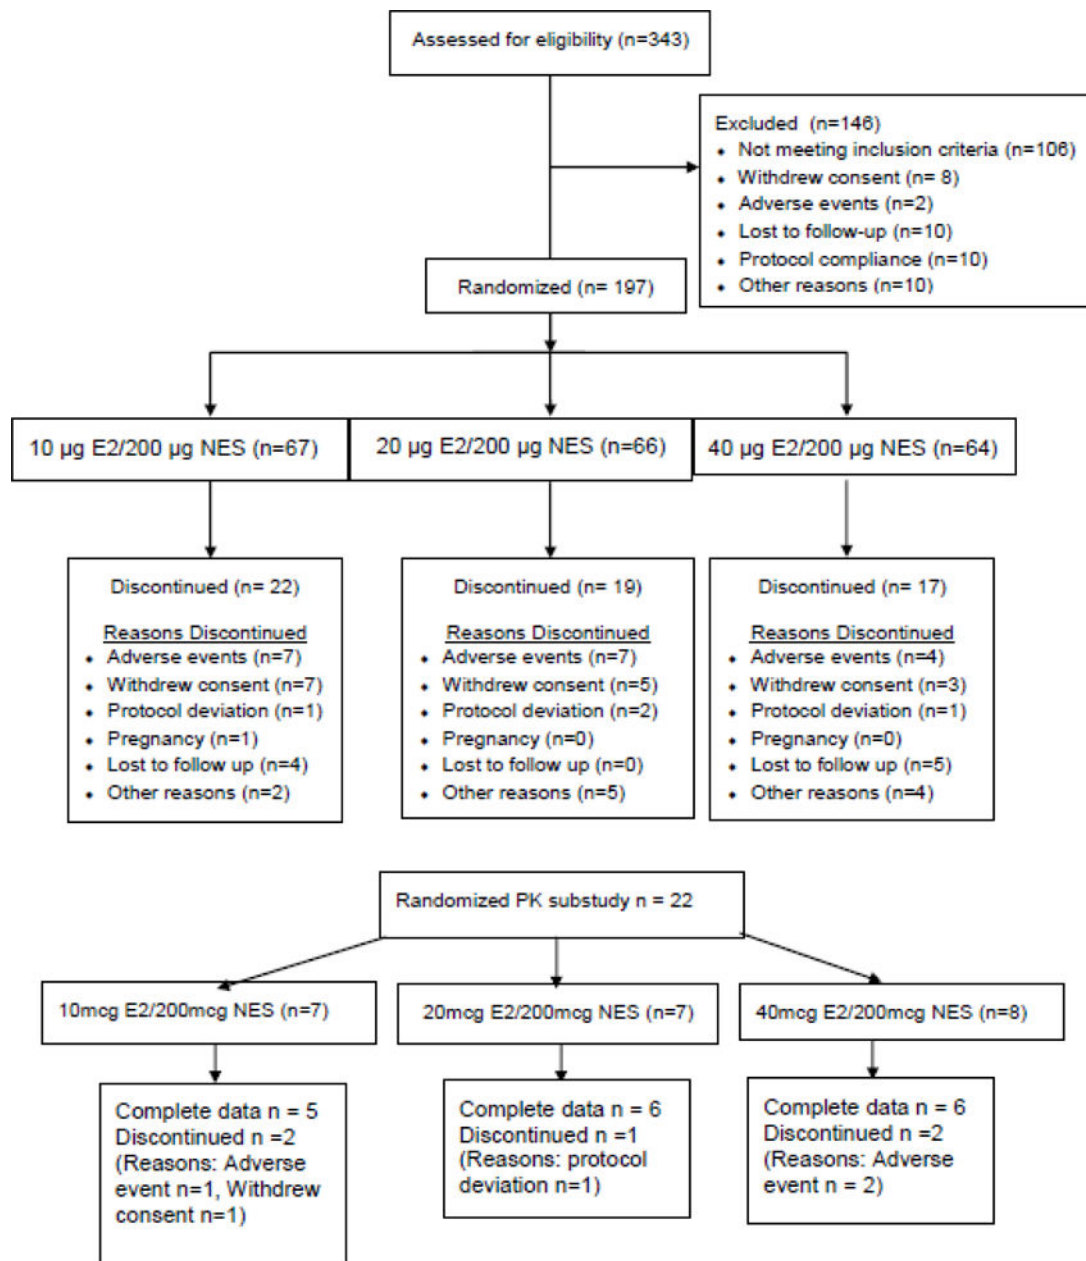 Assessed for eligibility (n=343)
Excluded (n=146)
• Not meeting inclusion criteria (n=106)
• Withdrew consent (n= 8)
• Adverse events (n=2)
• Lost to follow-up (n=10)
• Protocol compliance (n=10)
• Other reasons (n=10)
Randomized (n= 197)
10 µg E2/200 µg NES (n=67)
20 µg E2/200 µg NES (n=66)
40 µg E2/200 µg NES (n=64)
Discontinued (n= 22)
Reasons Discontinued
• Adverse events (n=7)
• Withdrew consent (n=7)
• Protocol deviation (n=1)
• Pregnancy (n=1)
• Lost to follow up (n=4)
• Other reasons (n=2)
Discontinued (n= 19)
Reasons Discontinued
• Adverse events (n=7)
• Withdrew consent (n=5)
• Protocol deviation (n=2)
• Pregnancy (n=0)
• Lost to follow up (n=0)
• Other reasons (n=5)
Discontinued (n= 17)
Reasons Discontinued
• Adverse events (n=4)
• Withdrew consent (n=3)
• Protocol deviation (n=1)
• Pregnancy (n=0)
• Lost to follow up (n=5)
• Other reasons (n=4)
Randomized PK substudy n = 22
10mcg E2/200mcg NES (n=7)
20mcg E2/200mcg NES (n=7)
40mcg E2/200mcg NES (n=8)
Complete data n = 5
Discontinued n =2
(Reasons: Adverse
event n=1, Withdrew
consent n=1)
Complete data n = 6
Discontinued n =1
(Reasons: protocol
deviation n=1)
Complete data n = 6
Discontinued n =2
(Reasons: Adverse
event n = 2)